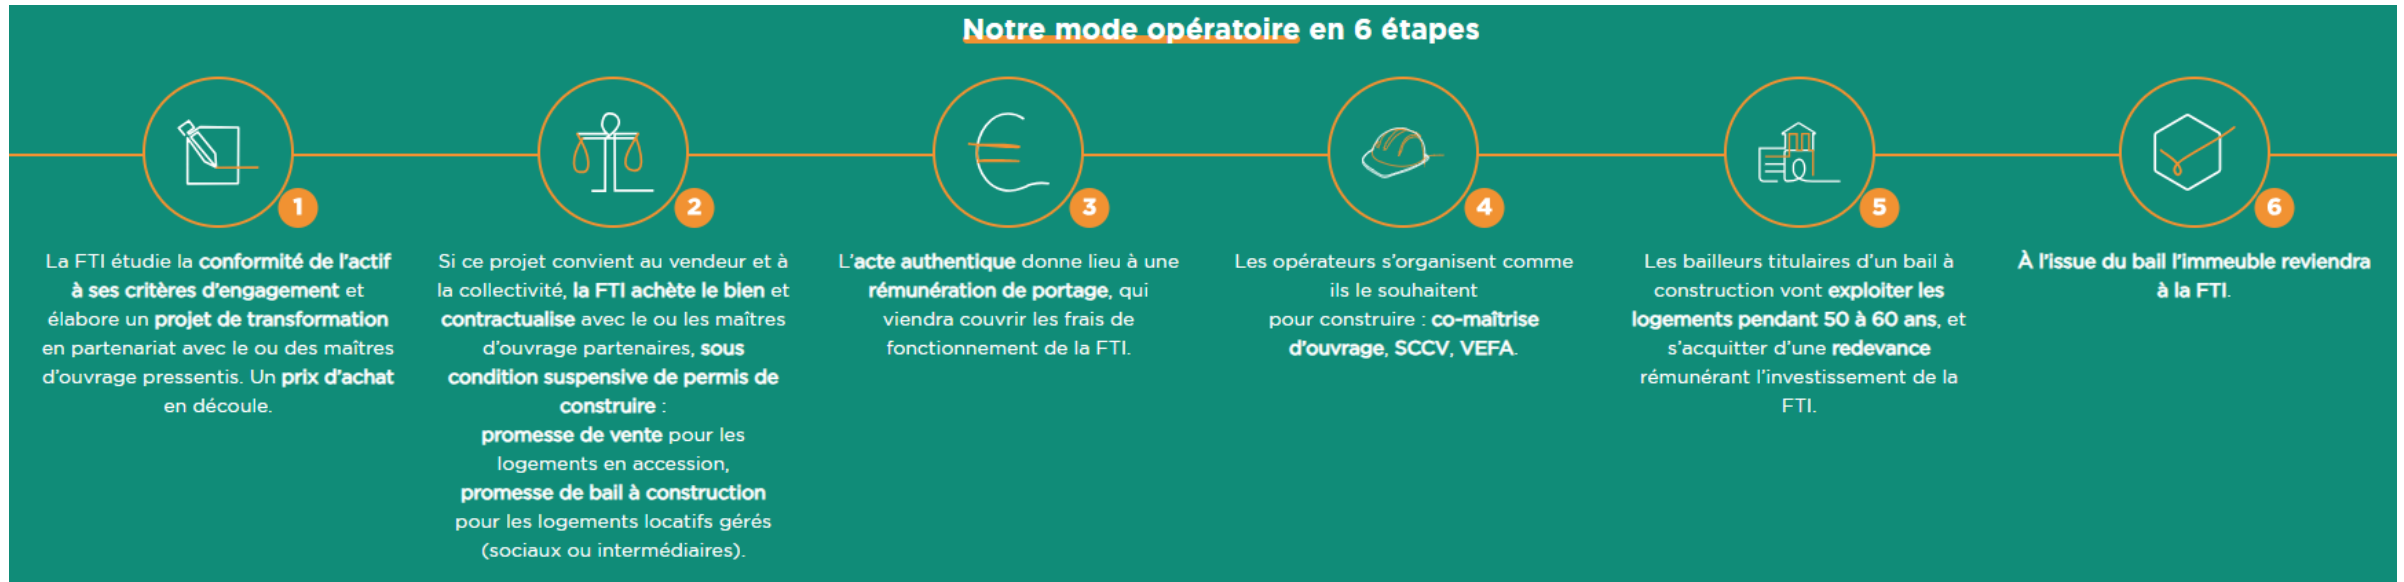 Notre mode opératoire en 6 étapes
1
La FTI étudie la conformité de l'actif
à ses critères d'engagement et
élabore un projet de transformation
en partenariat avec le ou des maîtres
d'ouvrage pressentis. Un prix d'achat
en découle.
2
Si ce projet convient au vendeur et à
la collectivité, la FTI achète le bien et
contractualise avec le ou les maîtres
d'ouvrage partenaires, sous
condition suspensive de permis de
construire :
promesse de vente pour les
logements en accession,
promesse de bail à construction
pour les logements locatifs gérés
(sociaux ou intermédiaires).
3
L'acte authentique donne lieu à une
rémunération de portage, qui
viendra couvrir les frais de
fonctionnement de la FTI.
4
Les opérateurs s'organisent comme
ils le souhaitent
pour construire : co-maîtrise
d'ouvrage, SCCV, VEFA.
5
Les bailleurs titulaires d'un bail à
construction vont exploiter les
logements pendant 50 à 60 ans, et
s'acquitter d'une redevance
rémunérant l'investissement de la
FTI.
6
À l'issue du bail l'immeuble reviendra
à la FTI.